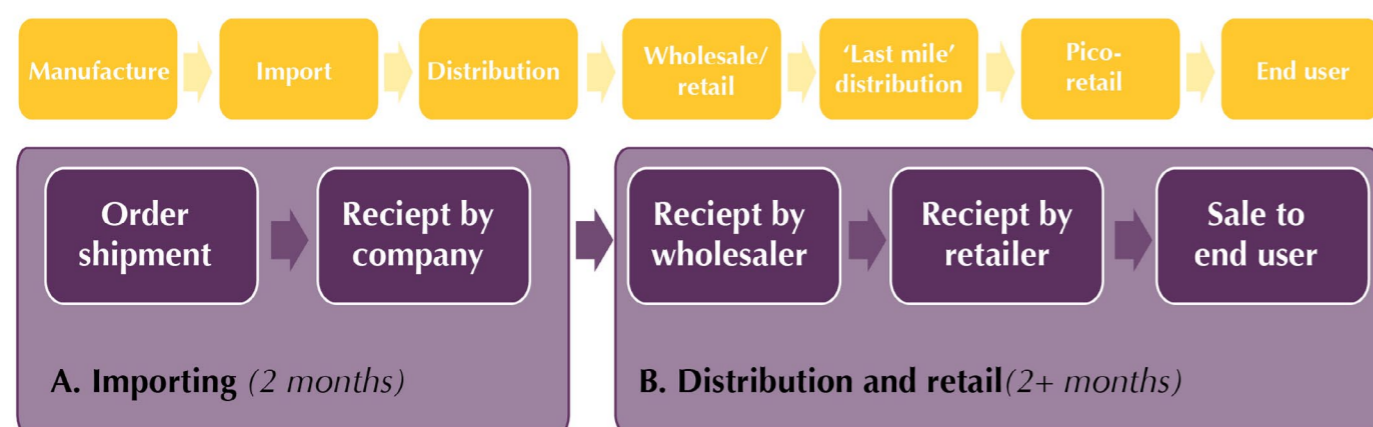 Manufacture
Import
Distribution
Wholesale/
retail
‘Last mile’
distribution
Pico-
retail
End user
Order
shipment
Reciept by
company
Reciept by
wholesaler
Reciept by
retailer
Sale to
end user
A. Importing (2 months)
B. Distribution and retail(2+ months)